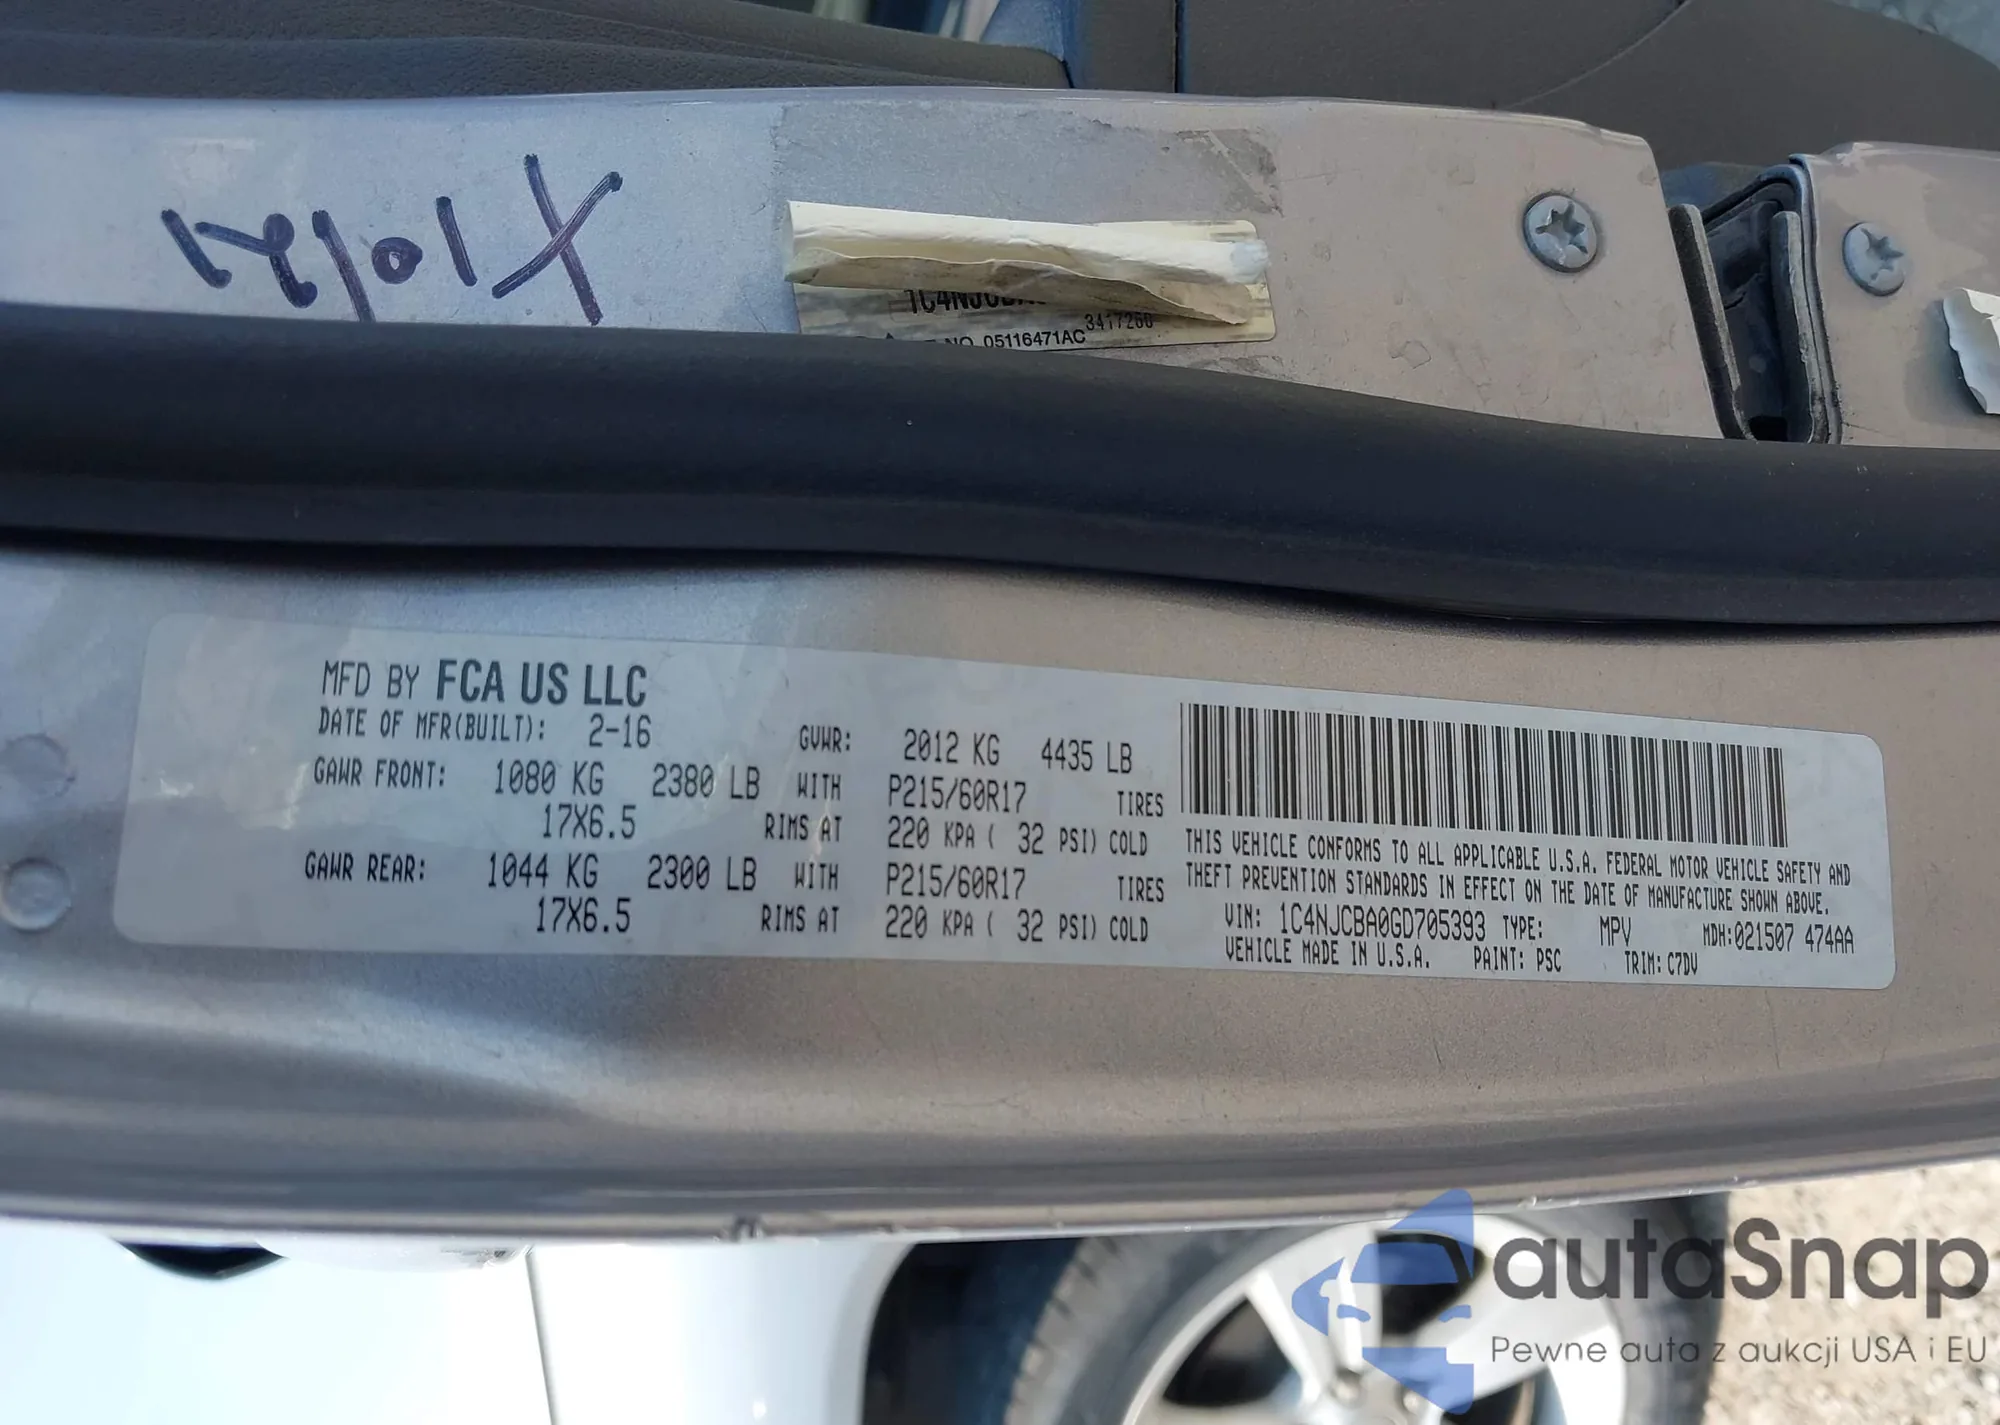 1C4NJCBA
3417260
NO. 05116471AC
MFD BY FCA US LLC
DATE OF MFR(BUILT): 2-16 GVWR: 2012 KG 4435 LB
GAWR FRONT: 1080 KG 2380 LB WITH P215/60R17 TIRES
17X6.5 RIMS AT 220 KPA ( 32 PSI) COLD
GAWR REAR: 1044 KG 2300 LB WITH P215/60R17 TIRES
17X6.5 RIMS AT 220 KPA ( 32 PSI) COLD
THIS VEHICLE CONFORMS TO ALL APPLICABLE U.S.A. FEDERAL MOTOR VEHICLE SAFETY AND
THEFT PREVENTION STANDARDS IN EFFECT ON THE DATE OF MANUFACTURE SHOWN ABOVE.
VIN: 1C4NJCBA0GD705393 TYPE: MPV MDH:021507 474AA
VEHICLE MADE IN U.S.A. PAINT: PSC TRIM: C7DV
autaSnap
Pewne auta z aukcji USA i EU